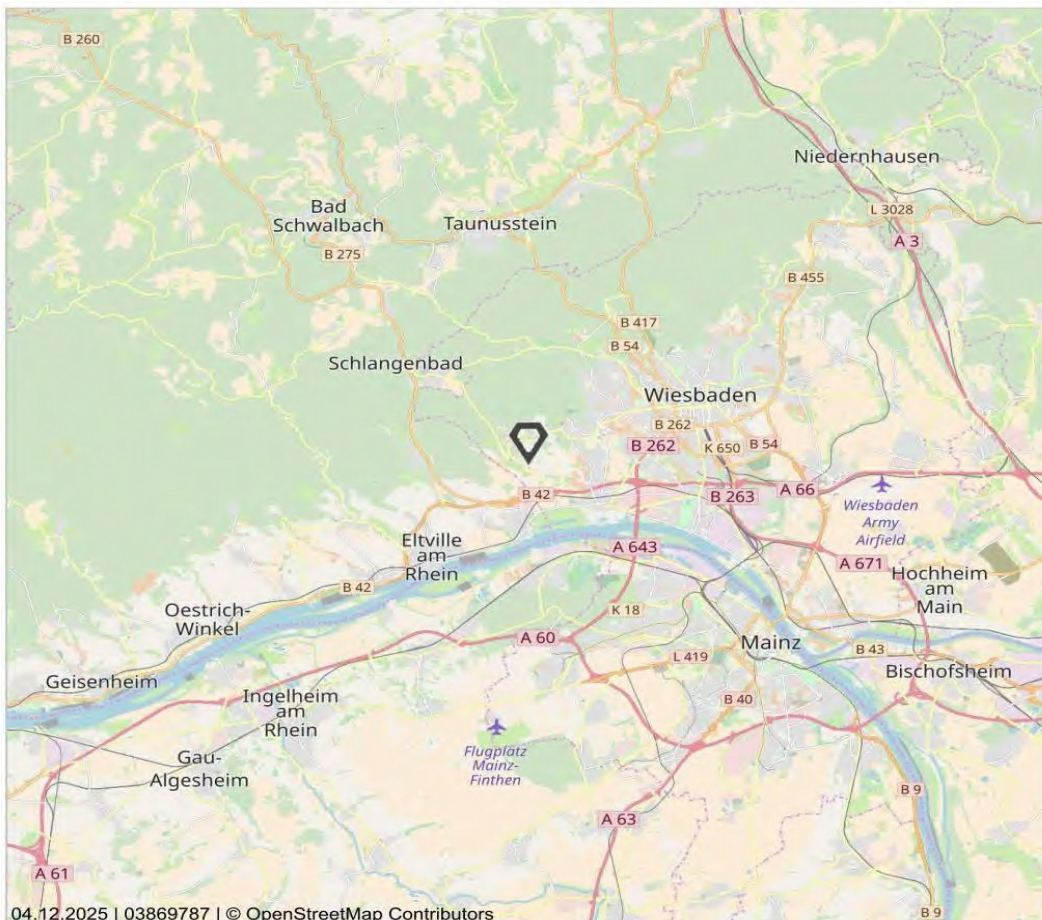 B 260
Niedernhausen
L 3028
Bad
Schwalbach
Taunusstein
A 3
B 275
B 455
B 417
B 54
Schlangenbad
Wiesbaden
B 262
K 650
B 54
B 262
A 66
B 263
B 42
Wiesbaden
Army
Airfield
Eltville
am
Rhein
A 643
A 671
Hochheim
am
Main
B 42
Oestrich-
Winkel
K 18
A 60
Mainz
L 419
B 43
Bischofsheim
Geisenheim
Ingelheim
am
Rhein
B 40
Flugplatz
Mainz-
Finthen
Gau-
Algesheim
B 9
A 63
A 61
B 9
04.12.2025 | 03869787 | © OpenStreetMap Contributors